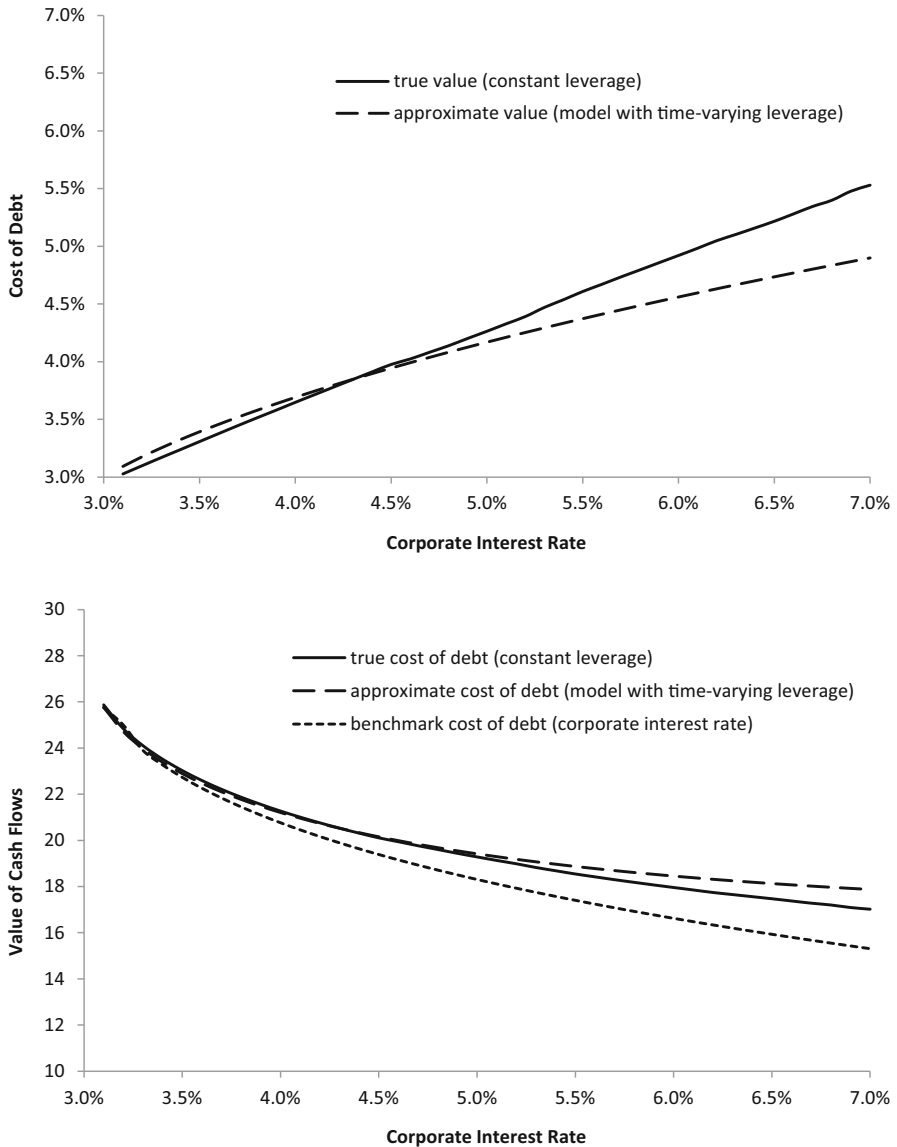 7.0%
6.5%
6.0%
5.5%
5.0%
4.5%
4.0%
3.5%
3.0%
Cost of Debt
true value (constant leverage)
approximate value (model with time-varying leverage)
3.0% 3.5% 4.0% 4.5% 5.0% 5.5% 6.0% 6.5% 7.0%
Corporate Interest Rate
30
28
26
24
22
20
18
16
14
12
10
Value of Cash Flows
true cost of debt (constant leverage)
approximate cost of debt (model with time-varying leverage)
benchmark cost of debt (corporate interest rate)
3.0% 3.5% 4.0% 4.5% 5.0% 5.5% 6.0% 6.5% 7.0%
Corporate Interest Rate